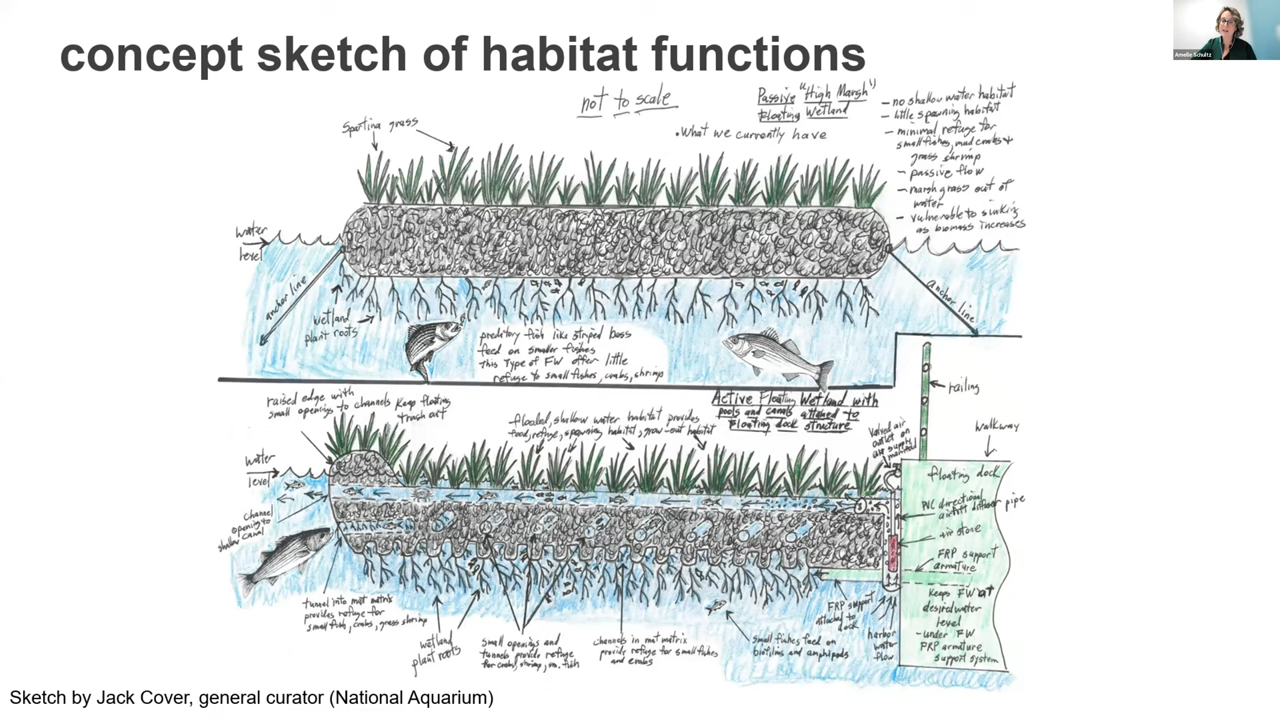 concept sketch of habitat functions
Amelie Schultz
not to scale
Passive "High Marsh"
Floating Wetland
• What we currently have
- no shallow water habitat
- little spawning habitat
- minimal refuge for
small fishes, mud crabs +
grass shrimp
- passive flow
- marsh grass out of
water
- vulnerable to sinking
as biomass increases
Spartina grass
water
level
anchor line
wetland
plant roots
preditory fish like striped bass
feed on smaller fishes
This Type of FW offer little
refuge to small fishes, crabs, shrimp
anchor line
raised edge with
small openings to channels keep floating
trash out
flooded, shallow water habitat provides
food, refuge, spawning habitat, grow-out habitat
Active Floating Wetland with
pools and canals attached to
Floating dock structure
valved air
outlet on
air supply
manifold
railing
walkway
water
level
channel
opening to
shallow canal
floating dock
PVC directional
airlift diffuser pipe
air stone
FRP support
armature
Keeps FW at
desired water
level
- under FW
FRP armature
support system
tunnel into mat matrix
provides refuge for
small fish, crabs, grass shrimp
wetland
plant roots
small openings and
tunnels provide refuge
for crabs, shrimp, sm. fish
channels in mat matrix
provide refuge for small fishes
and crabs
small fishes feed on
biofilms and amphipods
FRP support
attached to
dock
harbor
water
flow
Sketch by Jack Cover, general curator (National Aquarium)